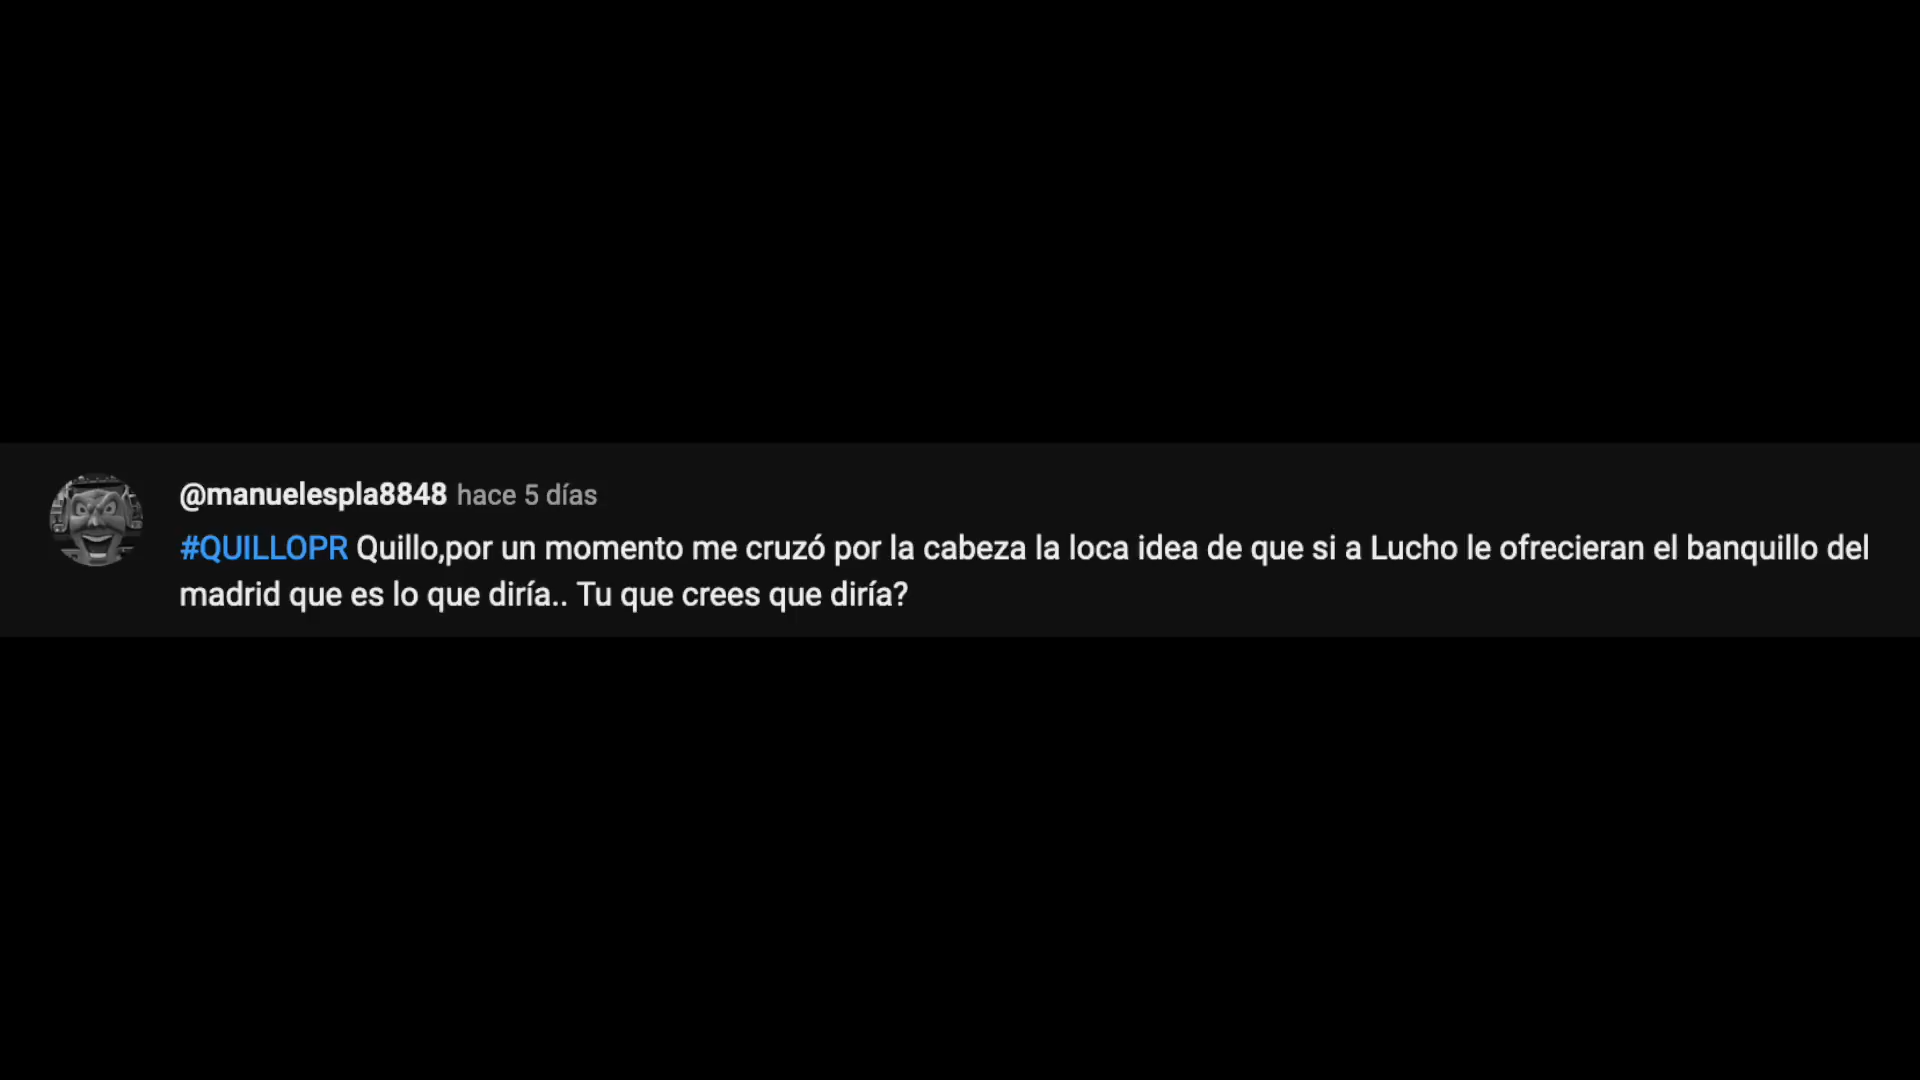 @manuelespla8848 hace 5 días
#QUILLOPR Quillo,por un momento me cruzó por la cabeza la loca idea de que si a Lucho le ofrecieran el banquillo del
madrid que es lo que diría.. Tu que crees que diría?